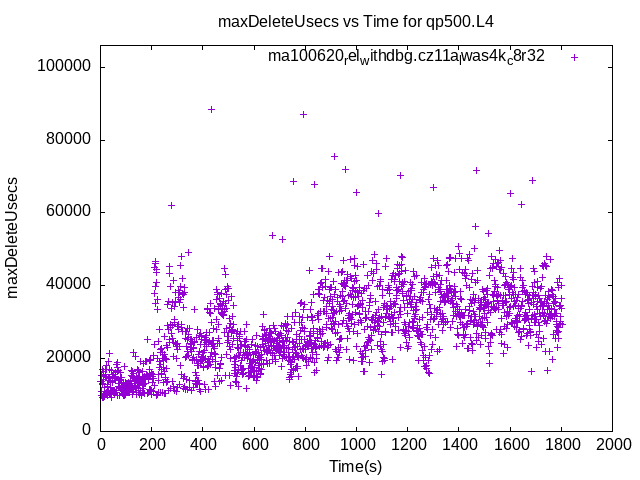 maxDeleteUsecs vs Time for qp500.L4
ma100620relwithdbg.cz11awas4kc8r32
100000
80000
60000
40000
20000
0
maxDeleteUsecs
0 200 400 600 800 1000 1200 1400 1600 1800 2000
Time(s)